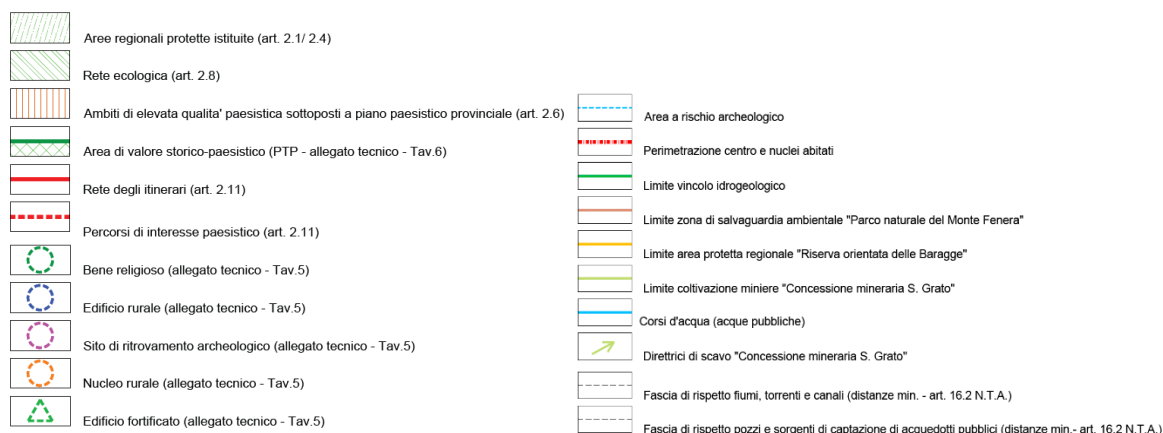 Aree regionali protette istituite (art. 2.1/ 2.4)
Rete ecologica (art. 2.8)
Ambiti di elevata qualita' paesistica sottoposti a piano paesistico provinciale (art. 2.6)
Area di valore storico-paesistico (PTP - allegato tecnico - Tav.6)
Rete degli itinerari (art. 2.11)
Percorsi di interesse paesistico (art. 2.11)
Bene religioso (allegato tecnico - Tav.5)
Edificio rurale (allegato tecnico - Tav.5)
Sito di ritrovamento archeologico (allegato tecnico - Tav.5)
Nucleo rurale (allegato tecnico - Tav.5)
Edificio fortificato (allegato tecnico - Tav.5)
Area a rischio archeologico
Perimetrazione centro e nuclei abitati
Limite vincolo idrogeologico
Limite zona di salvaguardia ambientale "Parco naturale del Monte Fenera"
Limite area protetta regionale "Riserva orientata delle Baragge"
Limite coltivazione miniere "Concessione mineraria S. Grato"
Corsi d'acqua (acque pubbliche)
Direttrici di scavo "Concessione mineraria S. Grato"
Fascia di rispetto fiumi, torrenti e canali (distanze min. - art. 16.2 N.T.A.)
Fascia di rispetto pozzi e sorgenti di captazione di acquedotti pubblici (distanze min.- art. 16.2 N.T.A.)